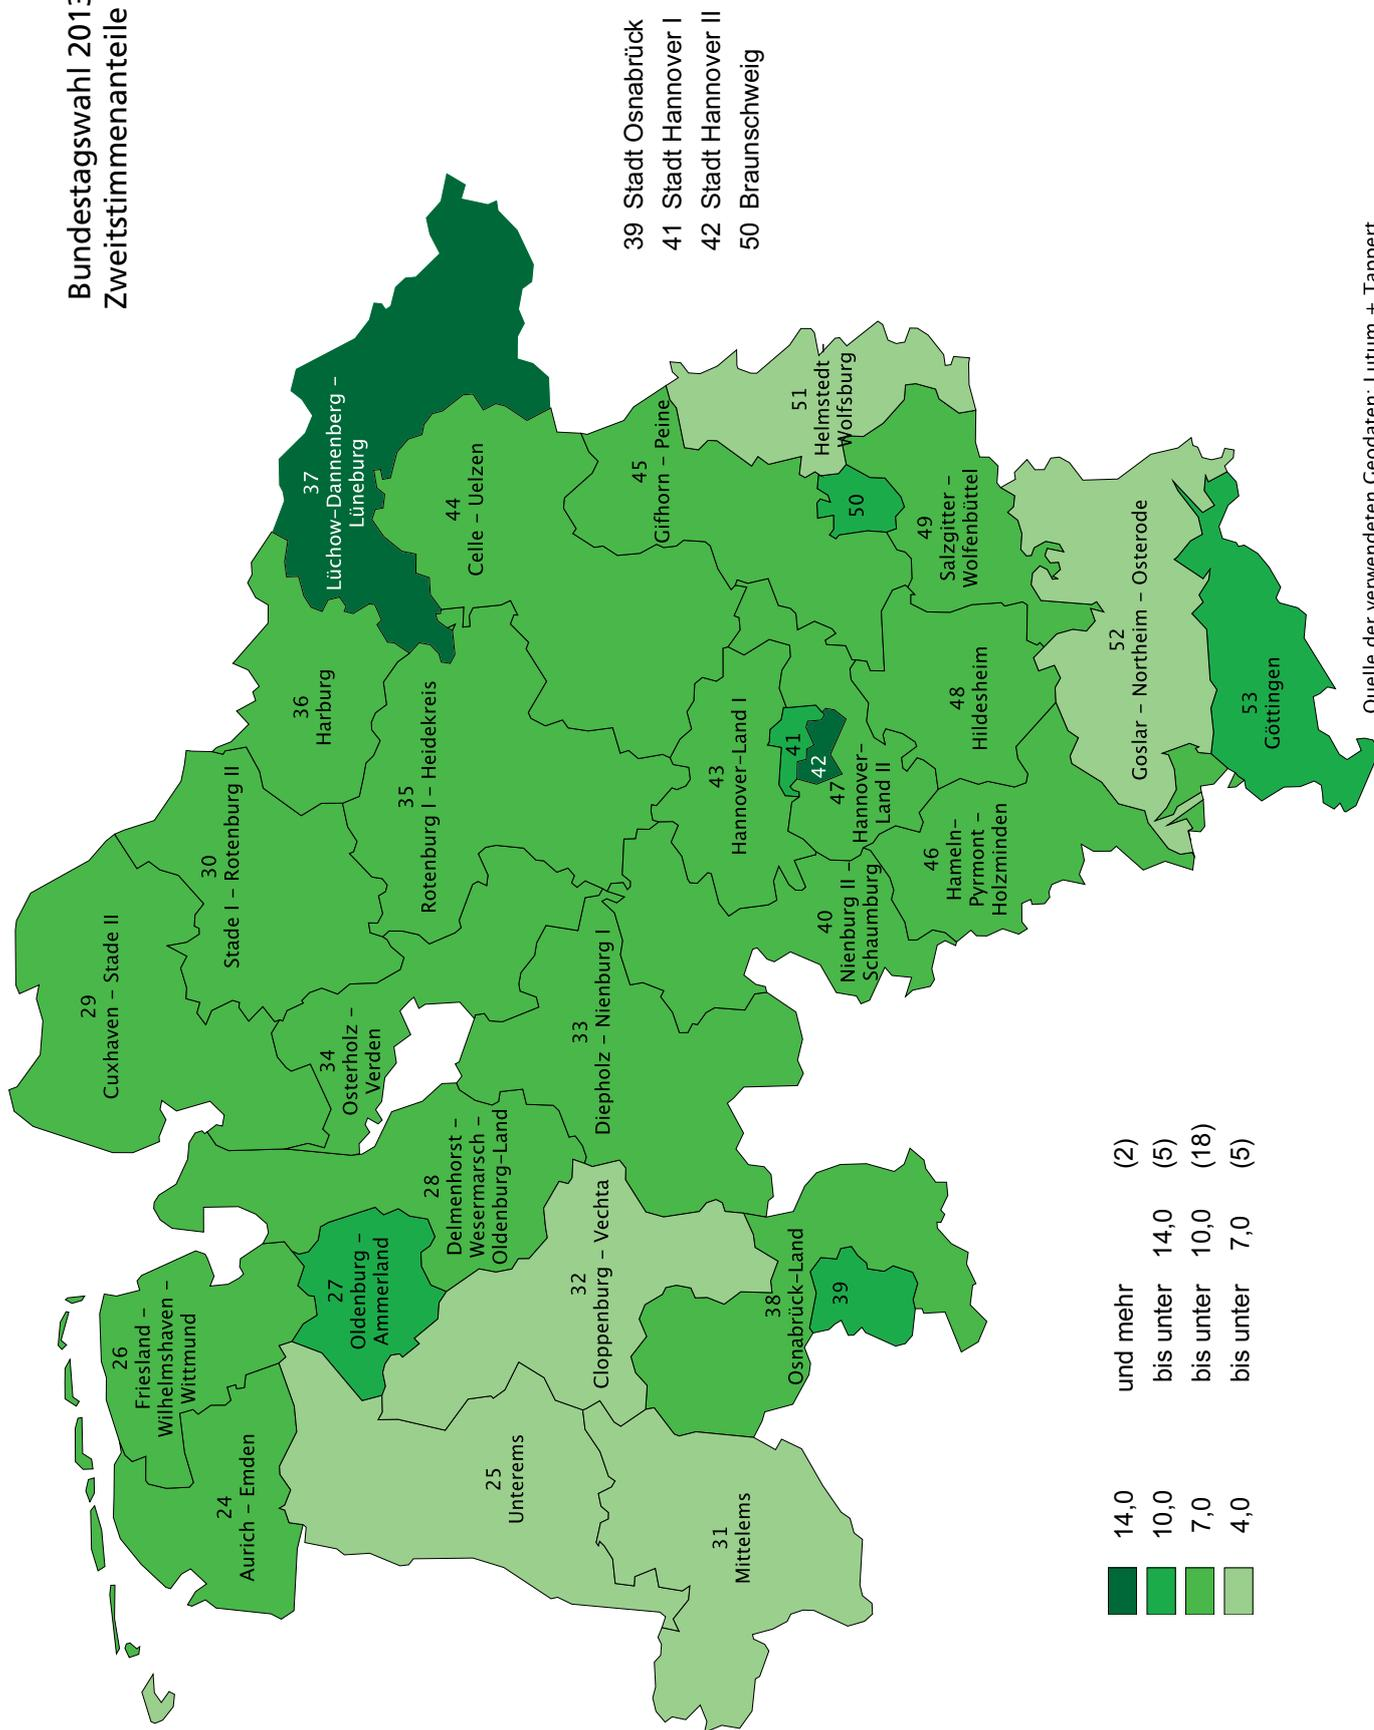 Bundestagswahl 2013
Zweitstimmenanteile
39 Stadt Osnabrück
41 Stadt Hannover I
42 Stadt Hannover II
50 Braunschweig
24
Aurich – Emden
25
Unterems
26
Friesland –
Wilhelmshaven –
Wittmund
27
Oldenburg –
Ammerland
28
Delmenhorst –
Wesermarsch –
Oldenburg-Land
29
Cuxhaven – Stade II
30
Stade I – Rotenburg II
31
Mittelems
32
Cloppenburg – Vechta
33
Diepholz – Nienburg I
34
Osterholz –
Verden
35
Rotenburg I – Heidekreis
36
Harburg
37
Lüchow-Dannenberg –
Lüneburg
38
Osnabrück-Land
39
40
Nienburg II –
Schaumburg
41
42
43
Hannover-Land I
44
Celle – Uelzen
45
Gifhorn – Peine
46
Hameln-
Pyrmont –
Holzminden
47
Hannover-
Land II
48
Hildesheim
49
Salzgitter –
Wolfenbüttel
50
51
Helmstedt –
Wolfsburg
52
Goslar – Northeim – Osterode
53
Göttingen
14,0 und mehr (2)
10,0 bis unter 14,0 (5)
7,0 bis unter 10,0 (18)
4,0 bis unter 7,0 (5)
Quelle der verwendeten Geodaten: Lutum + Tappert